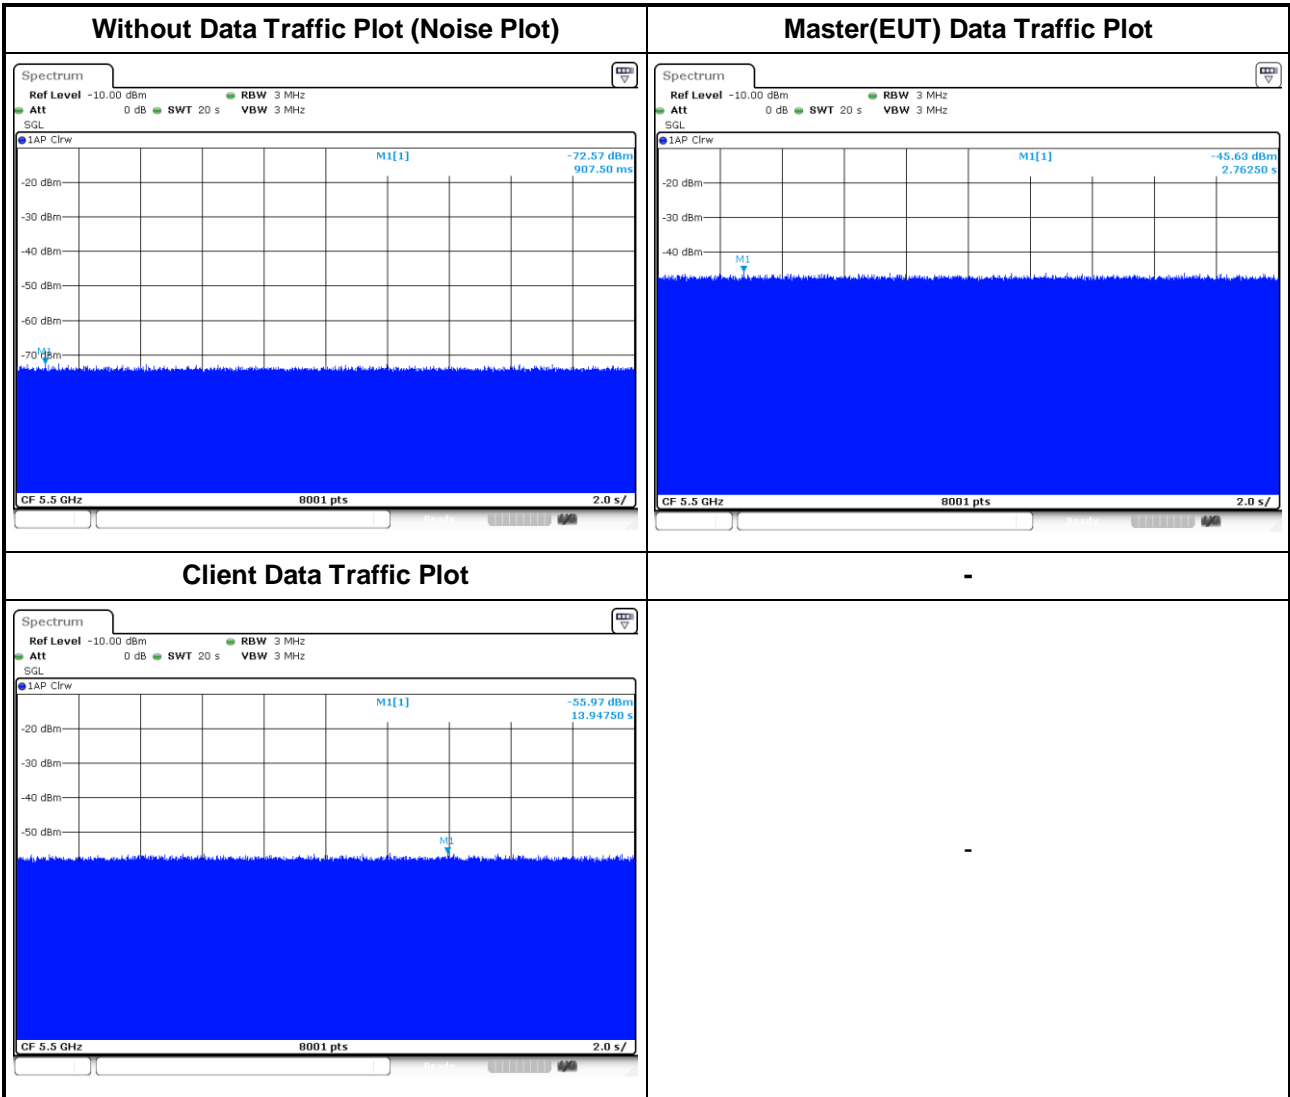 Without Data Traffic Plot (Noise Plot)
Master(EUT) Data Traffic Plot
Spectrum
Ref Level -10.00 dBm RBW 3 MHz
Att 0 dB SWT 20 s VBW 3 MHz
SGL
1AP Clrw
M1[1] -72.57 dBm
907.50 ms
-20 dBm
-30 dBm
-40 dBm
-50 dBm
-60 dBm
M1
-70 dBm
CF 5.5 GHz 8001 pts 2.0 s/
Ready
Spectrum
Ref Level -10.00 dBm RBW 3 MHz
Att 0 dB SWT 20 s VBW 3 MHz
SGL
1AP Clrw
M1[1] -45.63 dBm
2.76250 s
-20 dBm
-30 dBm
-40 dBm
M1
CF 5.5 GHz 8001 pts 2.0 s/
Ready
Client Data Traffic Plot
-
Spectrum
Ref Level -10.00 dBm RBW 3 MHz
Att 0 dB SWT 20 s VBW 3 MHz
SGL
1AP Clrw
M1[1] -55.97 dBm
13.94750 s
-20 dBm
-30 dBm
-40 dBm
-50 dBm
M1
CF 5.5 GHz 8001 pts 2.0 s/
Ready
-